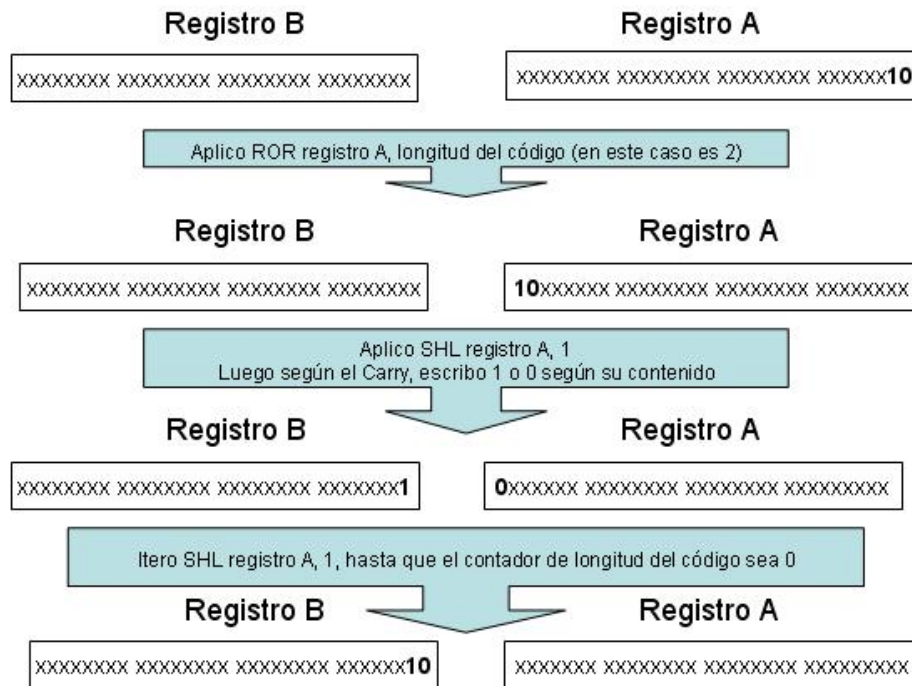 Registro B
Registro A
xxxxxxxx xxxxxxxx xxxxxxxx xxxxxxxx
xxxxxxxx xxxxxxxx xxxxxxxx xxxxxx10
Aplico ROR registro A, longitud del código (en este caso es 2)
Registro B
Registro A
xxxxxxxx xxxxxxxx xxxxxxxx xxxxxxxx
10xxxxxx xxxxxxxx xxxxxxxx xxxxxxxx
Aplico SHL registro A, 1
Luego según el Carry, escribo 1 o 0 según su contenido
Registro B
Registro A
xxxxxxxx xxxxxxxx xxxxxxxx xxxxxxx1
0xxxxxx xxxxxxxx xxxxxxxx xxxxxxxxx
Itero SHL registro A, 1, hasta que el contador de longitud del código sea 0
Registro B
Registro A
xxxxxxxx xxxxxxxx xxxxxxxx xxxxxx10
xxxxxxx xxxxxxxx xxxxxxxx xxxxxxxxx